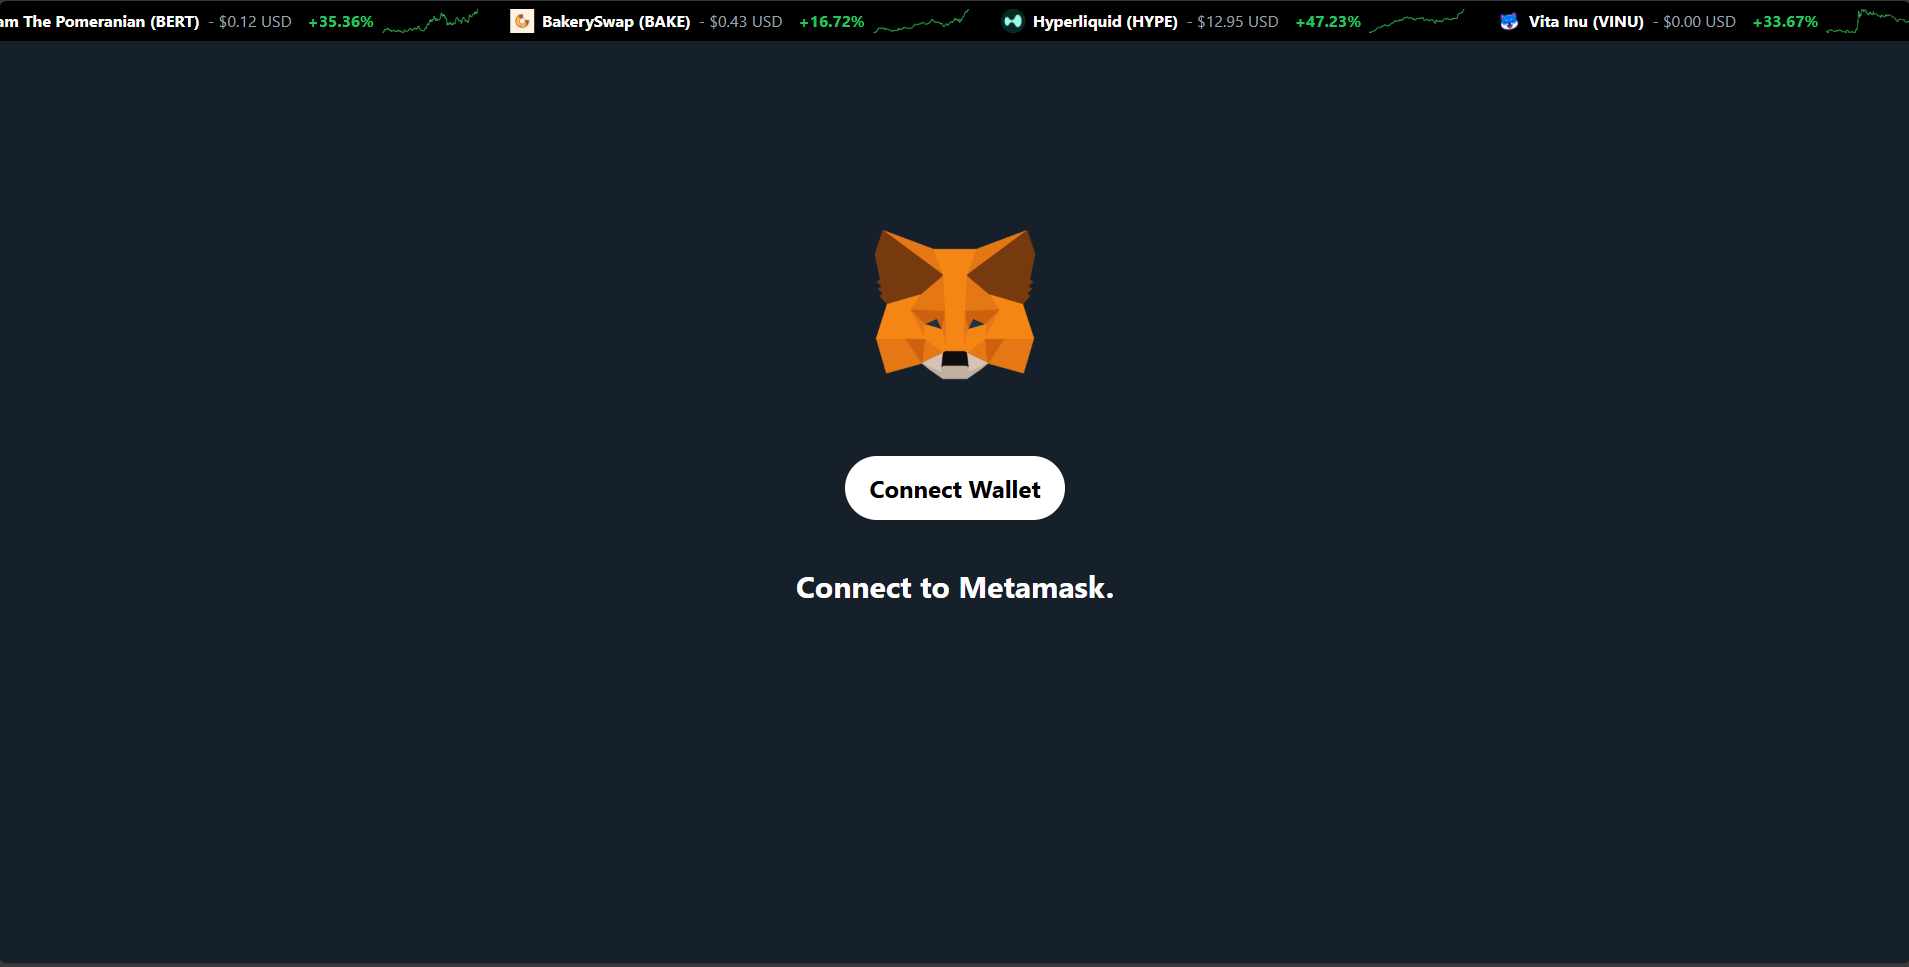 The Pomeranian (BERT) - $0.12 USD +35.36% BakerySwap (BAKE) - $0.43 USD +16.72% Hyperliquid (HYPE) - $12.95 USD +47.23% Vita Inu (VINU) - $0.00 USD +33.67%
Connect Wallet
Connect to Metamask.